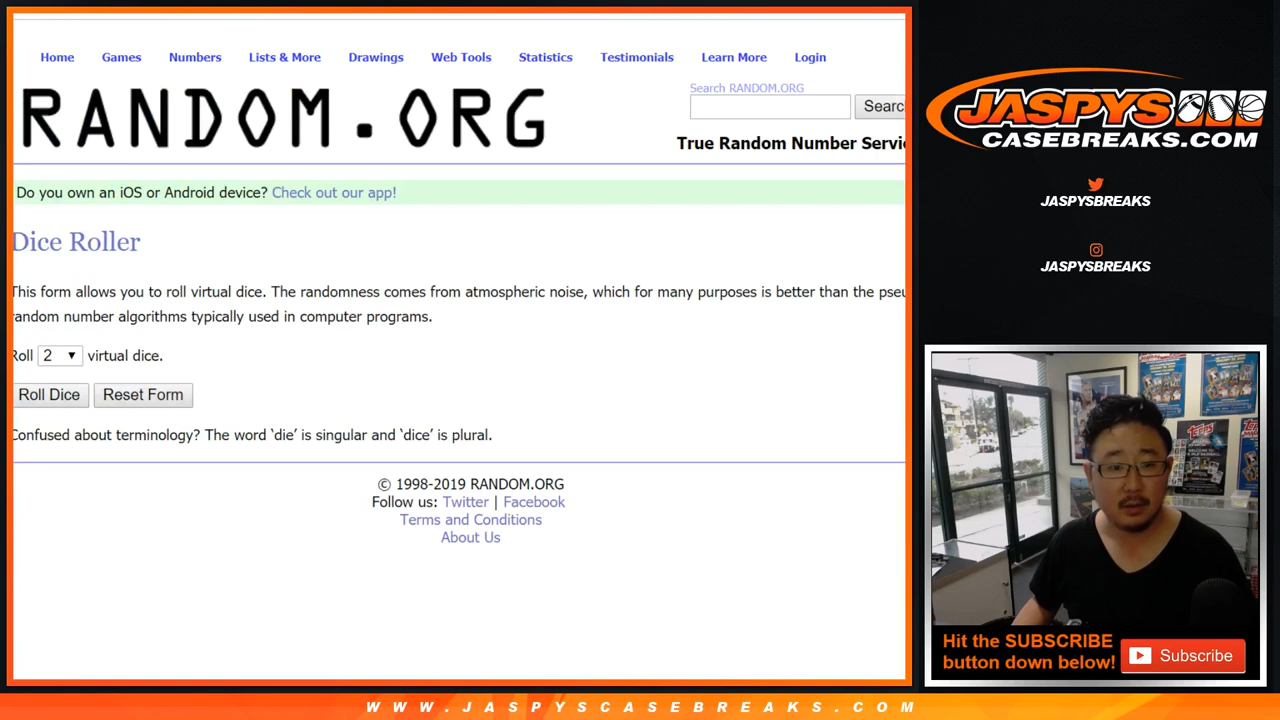 Home Games Numbers Lists & More Drawings Web Tools Statistics Testimonials Learn More Login
Search RANDOM.ORG
RANDOM.ORG
Searc
True Random Number Servi
Do you own an iOS or Android device? Check out our app!
Dice Roller
This form allows you to roll virtual dice. The randomness comes from atmospheric noise, which for many purposes is better than the pseu
random number algorithms typically used in computer programs.
Roll 2 virtual dice.
Roll Dice Reset Form
Confused about terminology? The word ‘die’ is singular and ‘dice’ is plural.
© 1998-2019 RANDOM.ORG
Follow us: Twitter | Facebook
Terms and Conditions
About Us
JASPYS
CASEBREAKS.COM
JASPYSBREAKS
JASPYSBREAKS
Topps
Hit the SUBSCRIBE
button down below!
Subscribe
WWW.JASPYSCASEBREAKS.COM